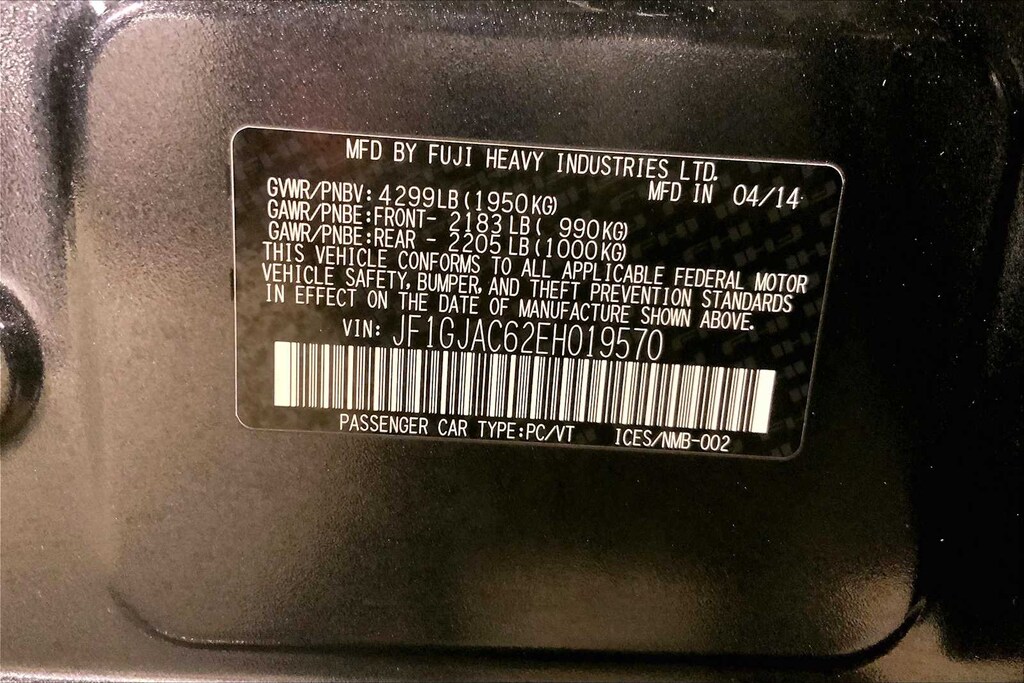 MFD BY FUJI HEAVY INDUSTRIES LTD.
MFD IN 04/14
GVWR/PNBV: 4299LB(1950KG)
GAWR/PNBE:FRONT- 2183LB( 990KG)
GAWR/PNBE:REAR - 2205LB(1000KG)
THIS VEHICLE CONFORMS TO ALL APPLICABLE FEDERAL MOTOR
VEHICLE SAFETY, BUMPER, AND THEFT PREVENTION STANDARDS
IN EFFECT ON THE DATE OF MANUFACTURE SHOWN ABOVE.
VIN: JF1GJAC62EH019570
PASSENGER CAR TYPE:PC/VT ICES/NMB-002